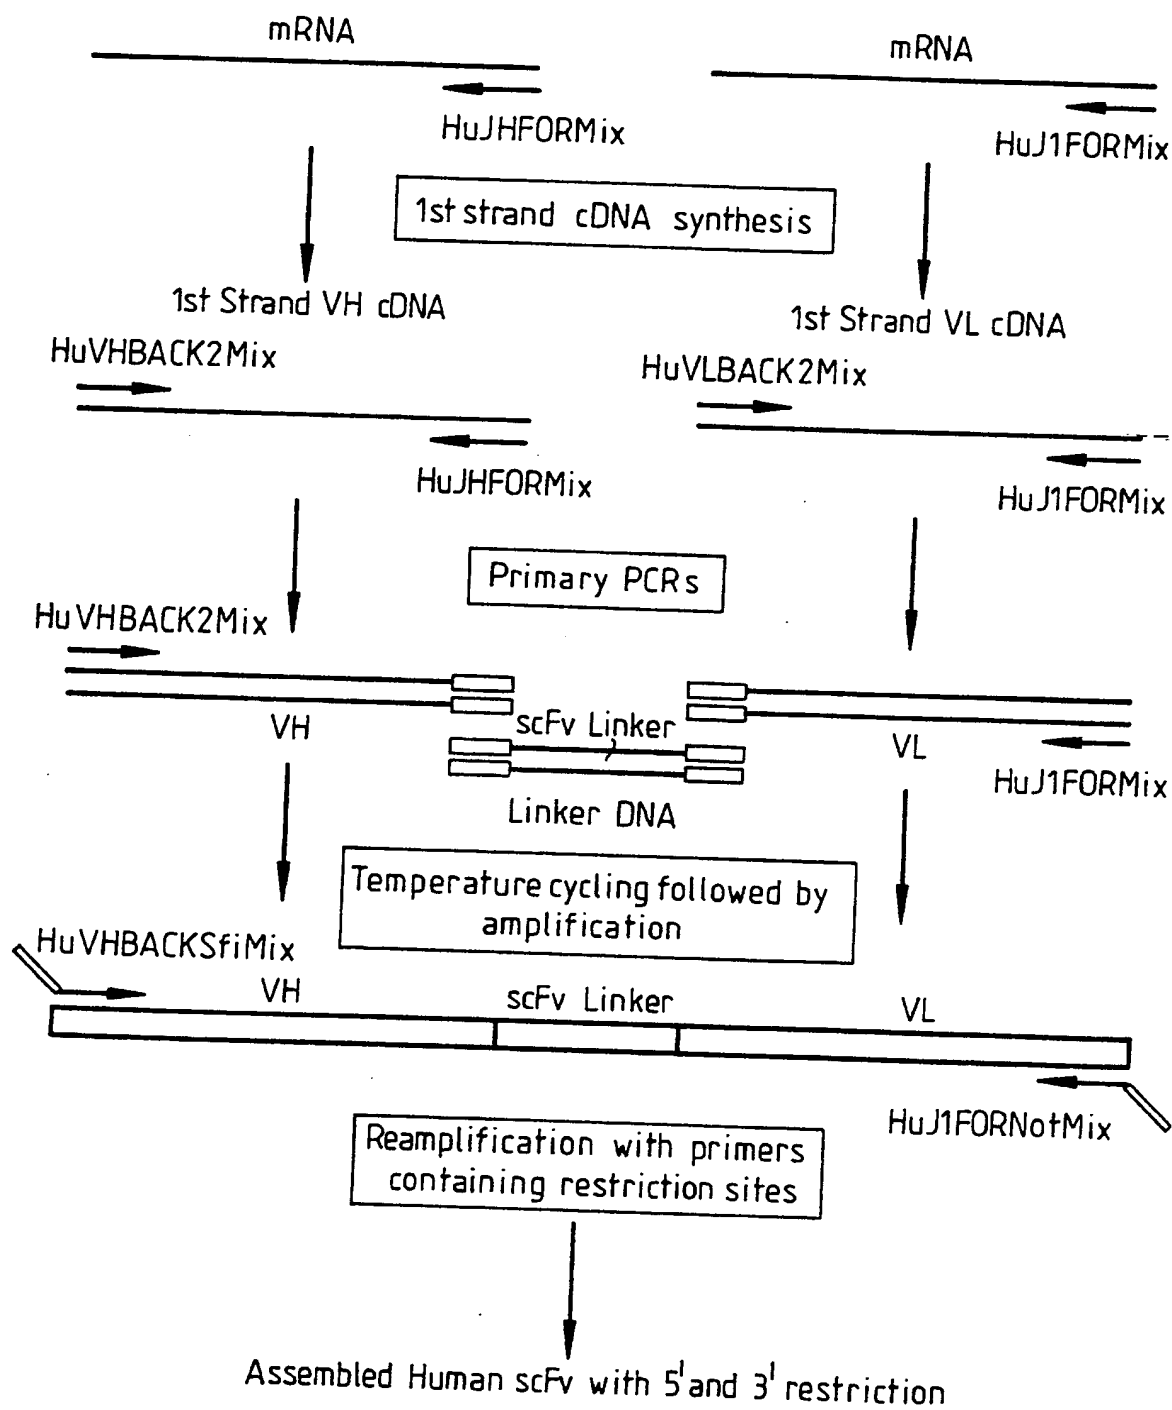 mRNA
mRNA
HuJHFORMix
HuJ1FORMix
1st strand cDNA synthesis
1st Strand VH cDNA
1st Strand VL cDNA
HuVHBACK2Mix
HuVLBACK2Mix
HuJHFORMix
HuJ1FORMix
Primary PCRs
HuVHBACK2Mix
VH
scFv Linker
VL
HuJ1FORMix
Linker DNA
Temperature cycling followed by
amplification
HuVHBACKSfiMix
VH
scFv Linker
VL
HuJ1FORNotMix
Reamplification with primers
containing restriction sites
Assembled Human scFv with 5' and 3' restriction